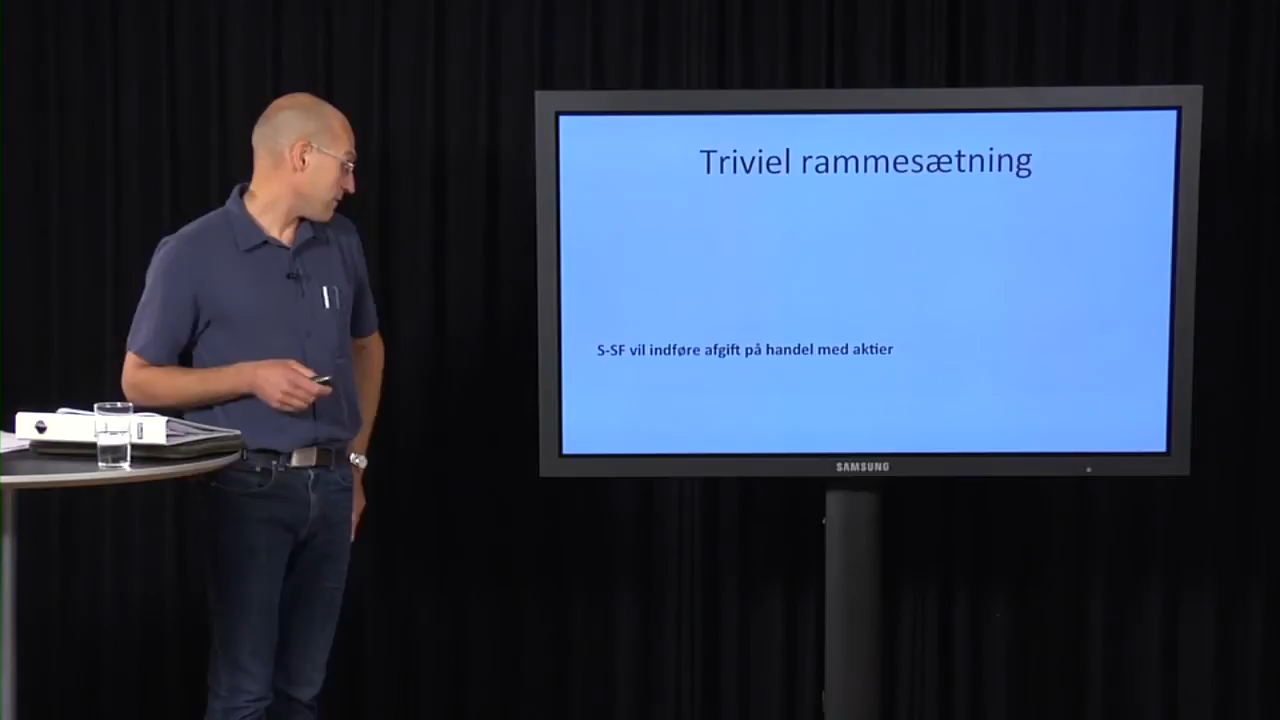 Triviel rammesætning
S-SF vil indføre afgift på handel med aktier
SAMSUNG